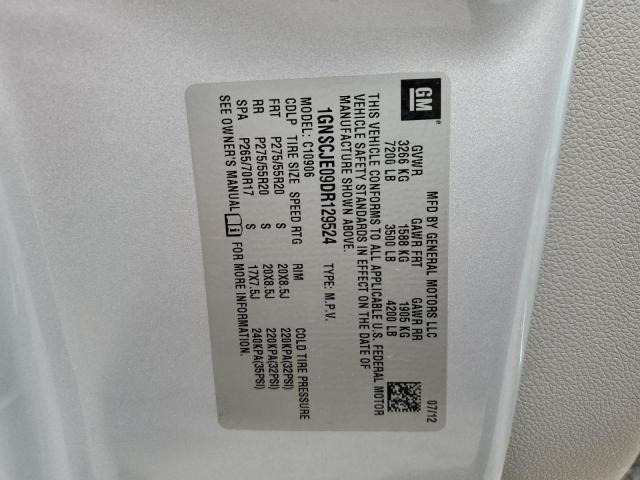 GM
MFD BY GENERAL MOTORS LLC 07/12
GVWR GAWR FRT GAWR RR
3266 KG 1588 KG 1905 KG
7200 LB 3500 LB 4200 LB
THIS VEHICLE CONFORMS TO ALL APPLICABLE U.S. FEDERAL MOTOR
VEHICLE SAFETY STANDARDS IN EFFECT ON THE DATE OF
MANUFACTURE SHOWN ABOVE.
1GNSCJE09DR129524 TYPE: M.P.V.
MODEL: C10906
CDLP TIRE SIZE SPEED RTG RIM COLD TIRE PRESSURE
FRT P275/55R20 S 20X8.5J 220KPA(32PSI)
RR P275/55R20 S 20X8.5J 220KPA(32PSI)
SPA P265/70R17 S 17X7.5J 240KPA(35PSI)
SEE OWNER'S MANUAL i FOR MORE INFORMATION.